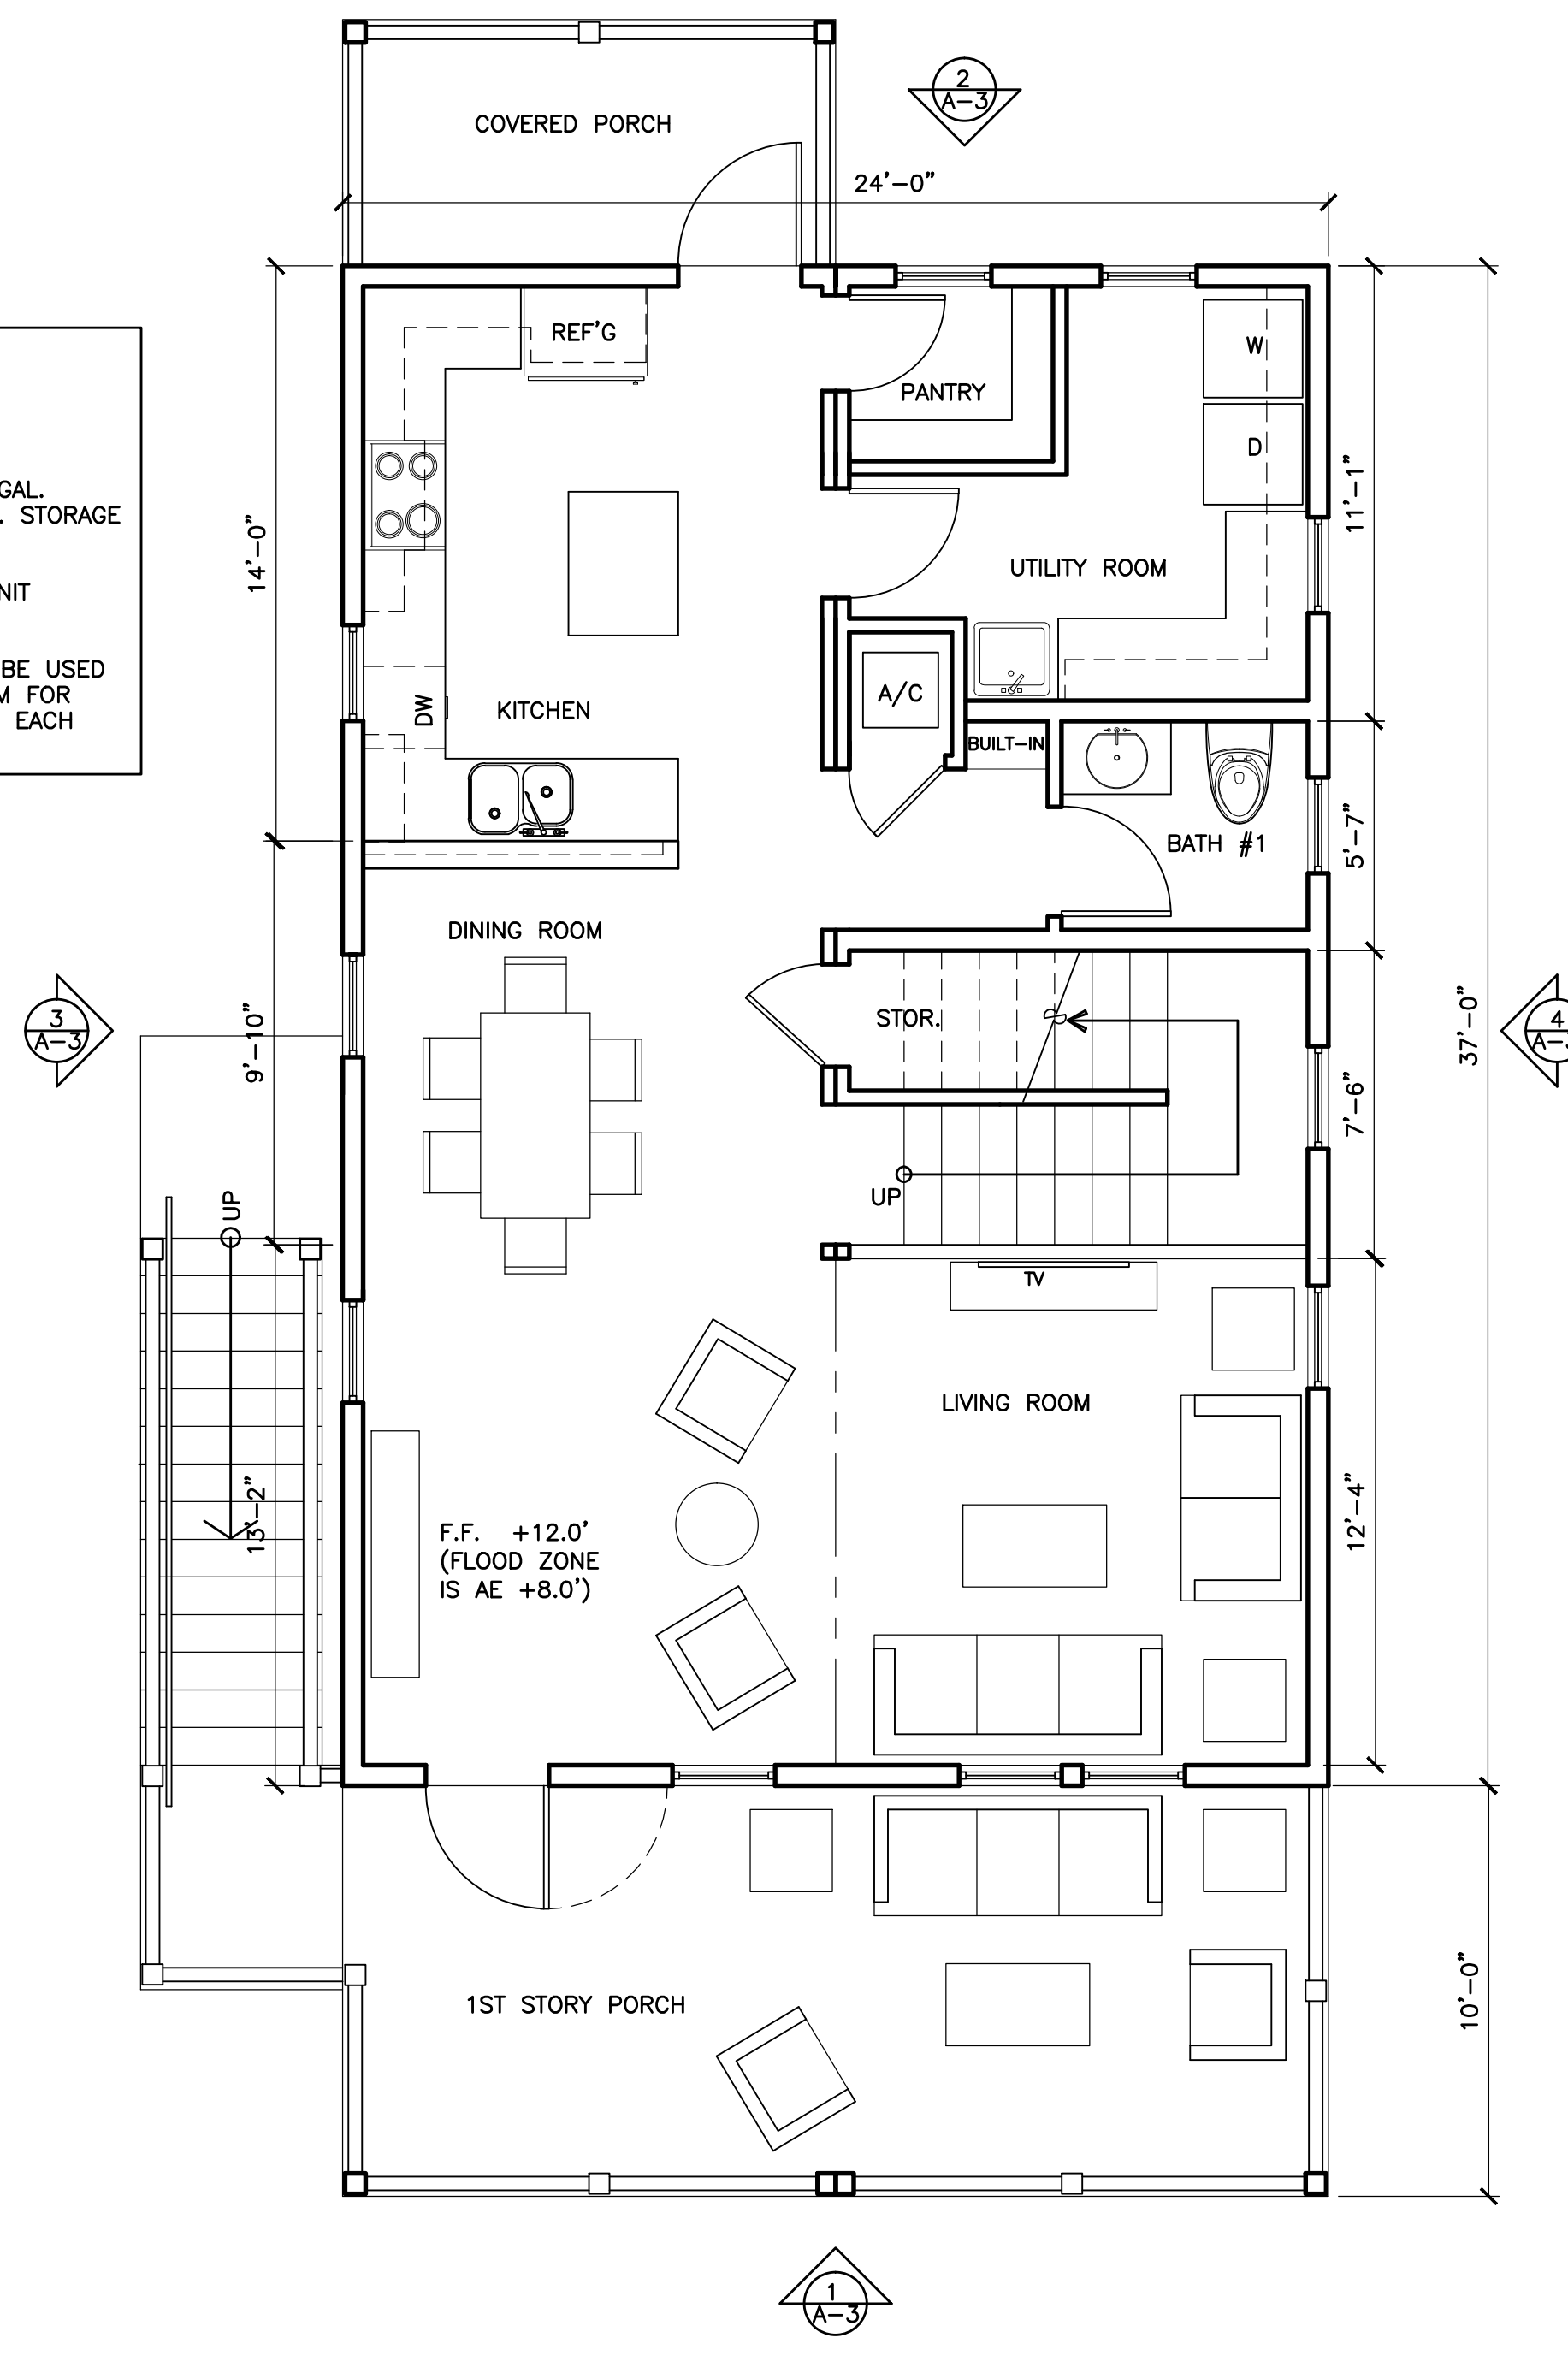 2
A-3
COVERED PORCH
24'-0"
REF'G
W
PANTRY
D
11'-1"
GAL.
. STORAGE
14'-0"
UTILITY ROOM
NIT
BE USED
M FOR
EACH
DW
KITCHEN
A/C
BUILT-IN
5'-7"
BATH #1
DINING ROOM
3
A-3
9'-10"
STOR.
37'-0"
4
A-3
7'-6"
UP
UP
TV
LIVING ROOM
13'-2"
12'-4"
F.F. +12.0'
(FLOOD ZONE
IS AE +8.0')
1ST STORY PORCH
10'-0"
1
A-3